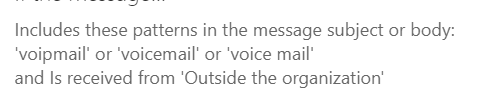 Includes these patterns in the message subject or body:
'voipmail' or 'voicemail' or 'voice mail'
and Is received from 'Outside the organization'